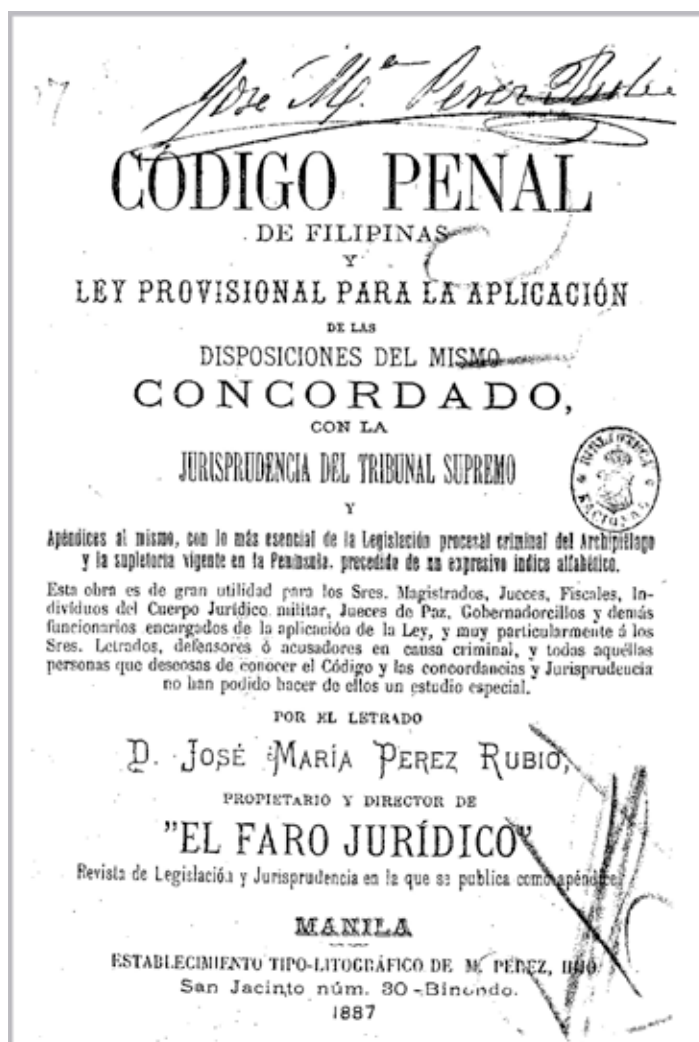 Jose Mª Perez Rubio
CÓDIGO PENAL
DE FILIPINAS
Y
LEY PROVISIONAL PARA LA APLICACIÓN
DE LAS
DISPOSICIONES DEL MISMO
CONCORDADO,
CON LA
JURISPRUDENCIA DEL TRIBUNAL SUPREMO
BIBLIOTECA NACIONAL
Y
Apéndices al mismo, con lo más esencial de la Legislación procesal criminal del Archipiélago
y la supletoria vigente en la Península, precedido de un expresivo índice alfabético.
Esta obra es de gran utilidad para los Sres. Magistrados, Jueces, Fiscales, In-
dividuos del Cuerpo Jurídico militar, Jueces de Paz, Gobernadorcillos y demás
funcionarios encargados de la aplicación de la Ley, y muy particularmente á los
Sres. Letrados, defensores ó acusadores en causa criminal, y todas aquellas
personas que deseosas de conocer el Código y las concordancias y Jurisprudencia
no han podido hacer de ellos un estudio especial.
POR EL LETRADO
D. JOSÉ MARÍA PEREZ RUBIO,
PROPIETARIO Y DIRECTOR DE
"EL FARO JURÍDICO"
Revista de Legislación y Jurisprudencia en la que se publica como apéndice.
MANILA
ESTABLECIMIENTO TIPO-LITOGRÁFICO DE M. PEREZ, HIJO
San Jacinto núm. 30-Binondo.
1887